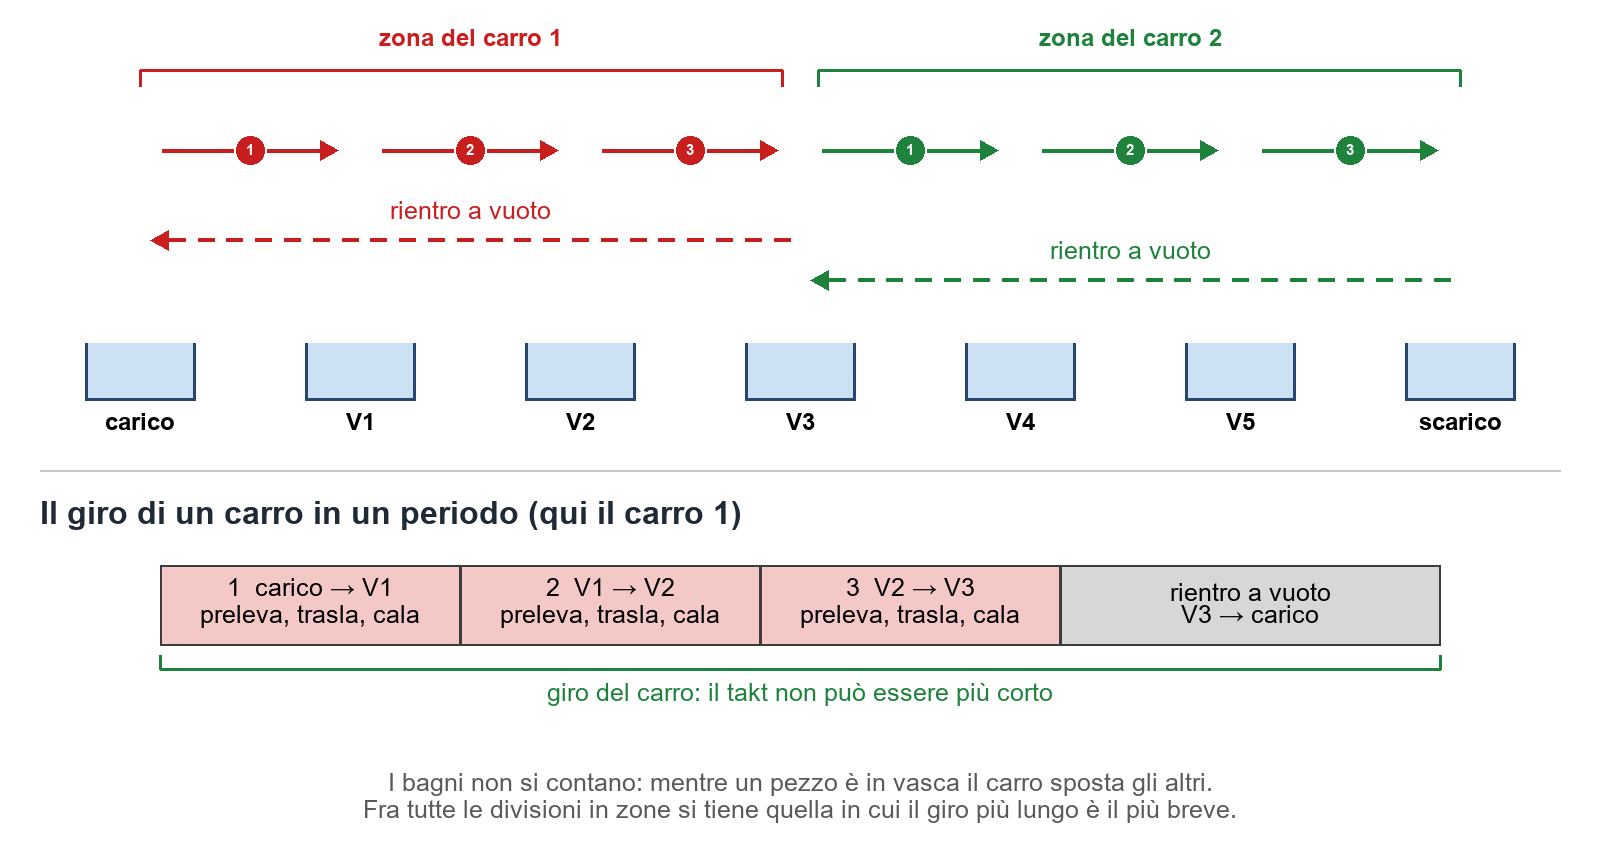 zona del carro 1
zona del carro 2
1
2
3
1
2
3
rientro a vuoto
rientro a vuoto
carico
V1
V2
V3
V4
V5
scarico
Il giro di un carro in un periodo (qui il carro 1)
1 carico → V1
preleva, trasla, cala
2 V1 → V2
preleva, trasla, cala
3 V2 → V3
preleva, trasla, cala
rientro a vuoto
V3 → carico
giro del carro: il takt non può essere più corto
I bagni non si contano: mentre un pezzo è in vasca il carro sposta gli altri.
Fra tutte le divisioni in zone si tiene quella in cui il giro più lungo è il più breve.